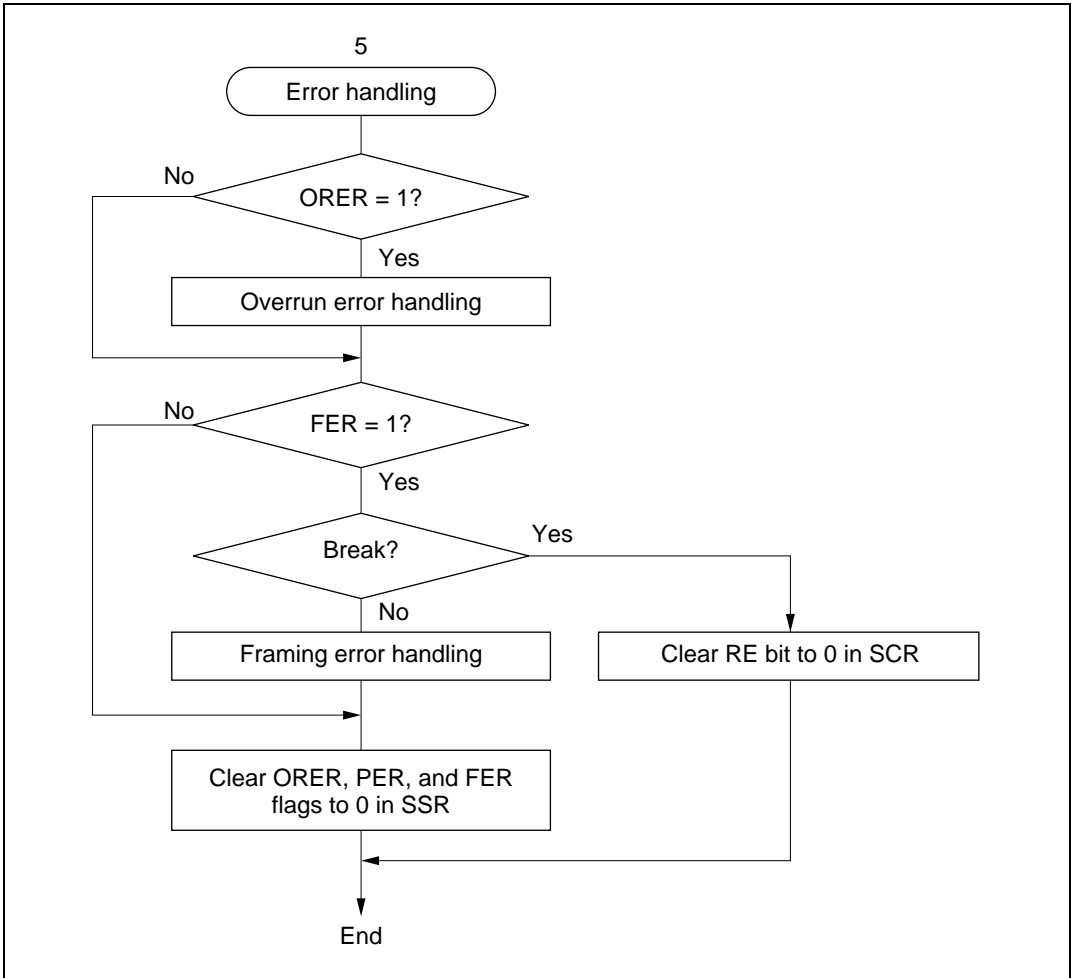 5
Error handling
No
ORER = 1?
Yes
Overrun error handling
No
FER = 1?
Yes
Break?
Yes
No
Framing error handling
Clear RE bit to 0 in SCR
Clear ORER, PER, and FER
flags to 0 in SSR
End